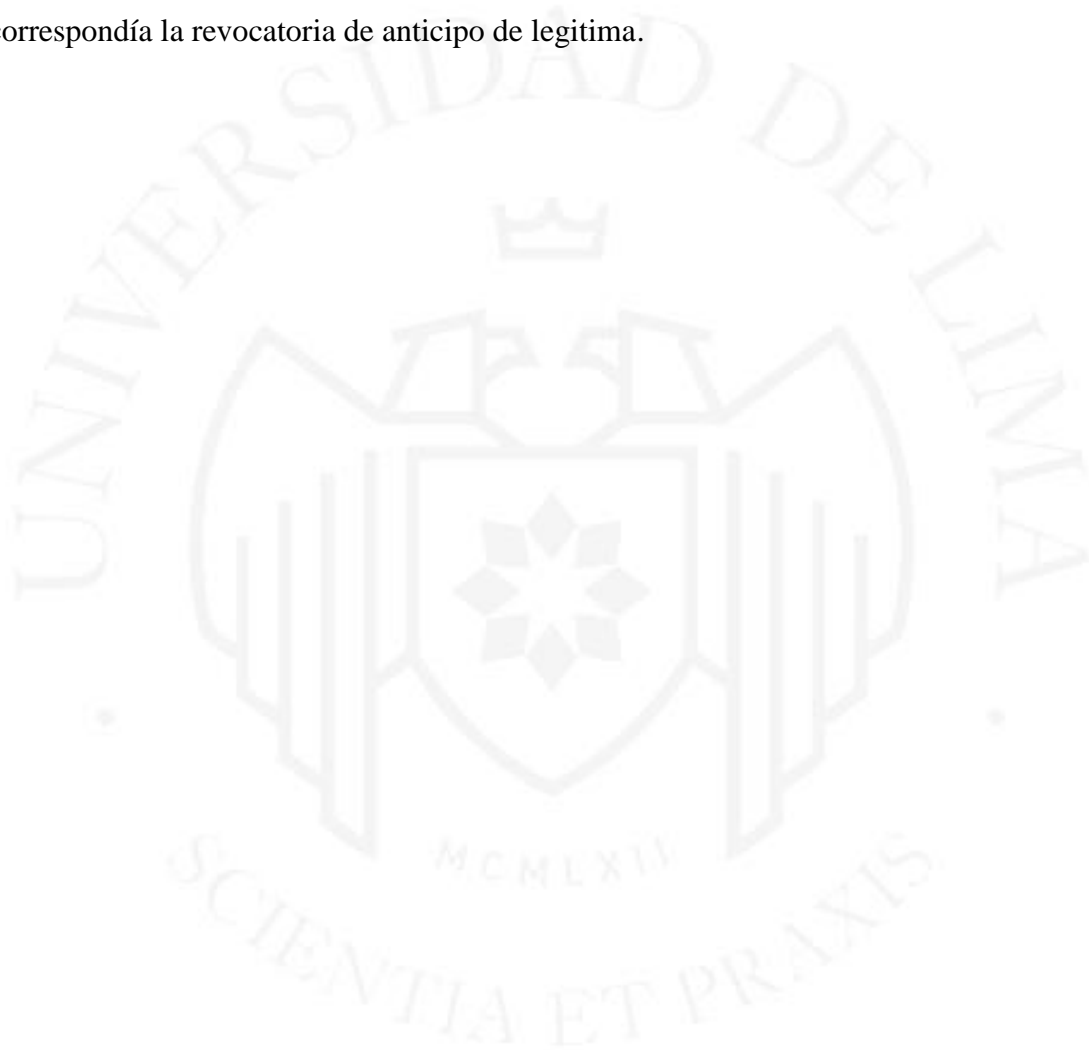 correspondía la revocatoria de anticipo de legitima.
UNIVERSIDAD DE LIMA
MCMLXII
SCIENTIA ET PRAXIS